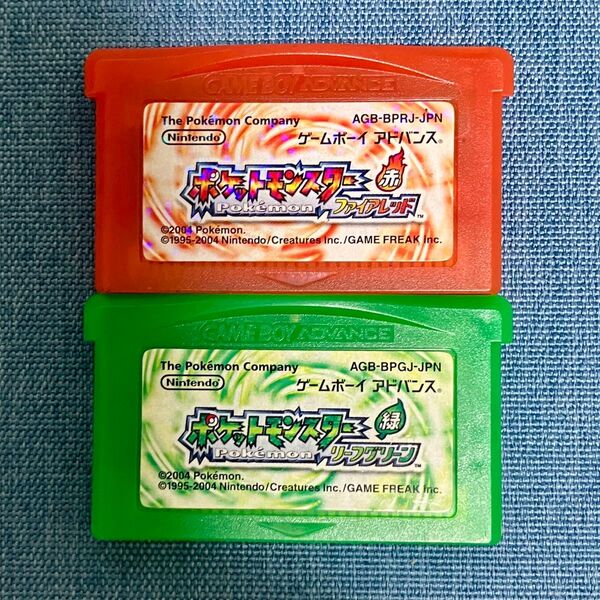 GAME BOY ADVANCE
The Pokémon Company AGB-BPRJ-JPN
Nintendo ゲームボーイ アドバンス®
ポケットモンスター 赤
Pokémon ファイアレッド™
©2004 Pokémon.
©1995-2004 Nintendo/Creatures Inc./GAME FREAK inc.
GAME BOY ADVANCE
The Pokémon Company AGB-BPGJ-JPN
Nintendo ゲームボーイ アドバンス®
ポケットモンスター 緑
Pokémon リーフグリーン™
©2004 Pokémon.
©1995-2004 Nintendo/Creatures Inc./GAME FREAK inc.